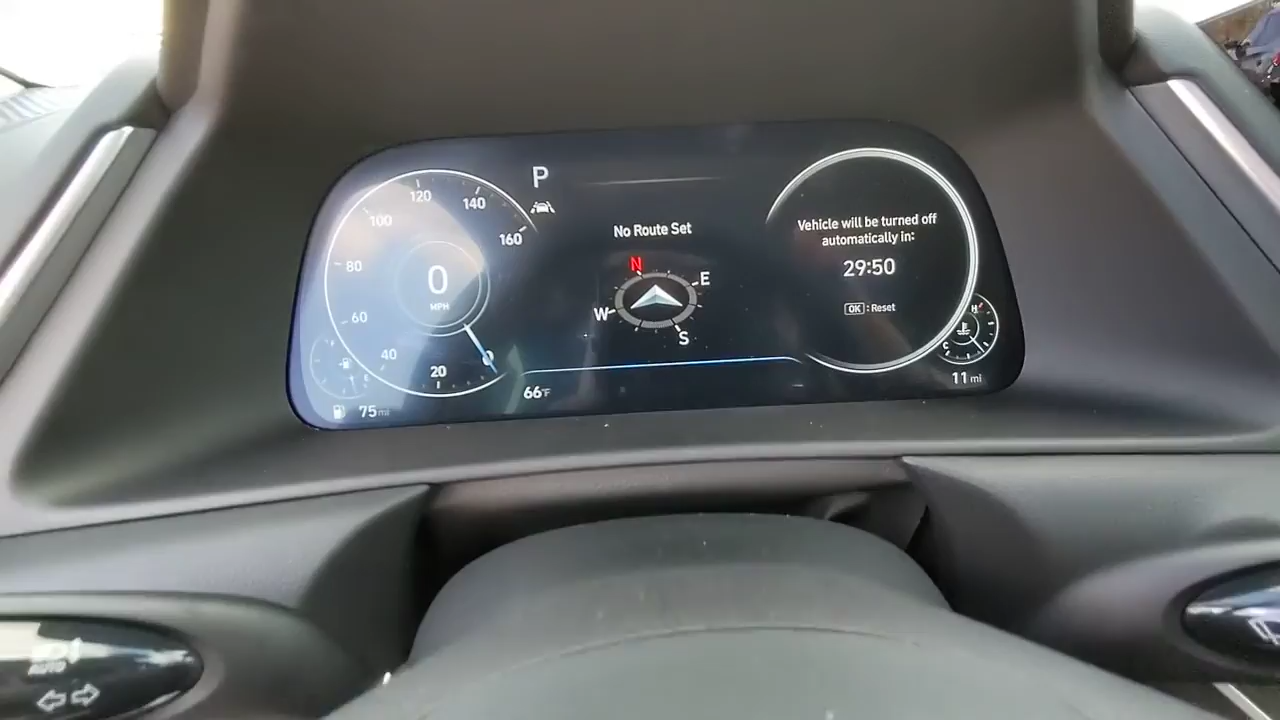 P
120
140
100
160
80
0
MPH
60
40
20
0
No Route Set
N
E
W
S
Vehicle will be turned off
automatically in:
29:50
OK : Reset
H
C
E
75 mi
66°F
11 mi
AUTO